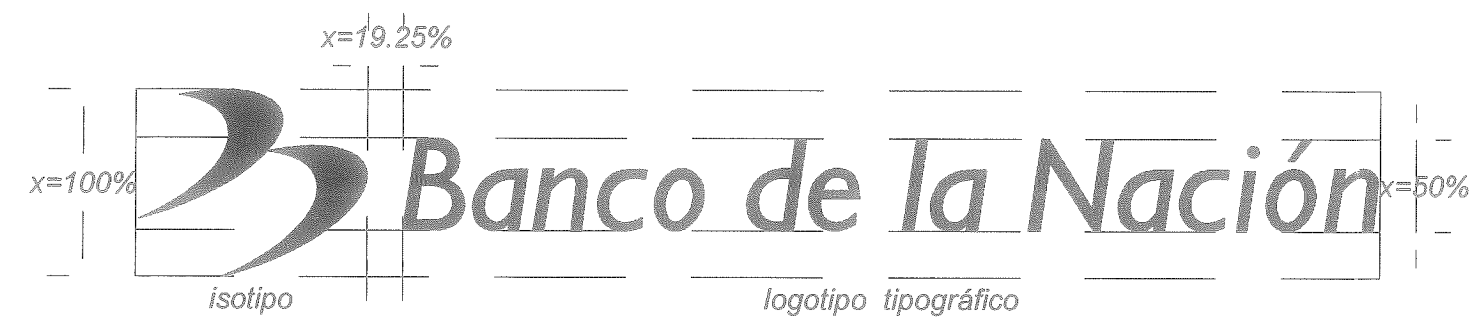 x=19.25%
x=100%
Banco de la Nación
x=50%
isotipo
logotipo tipográfico